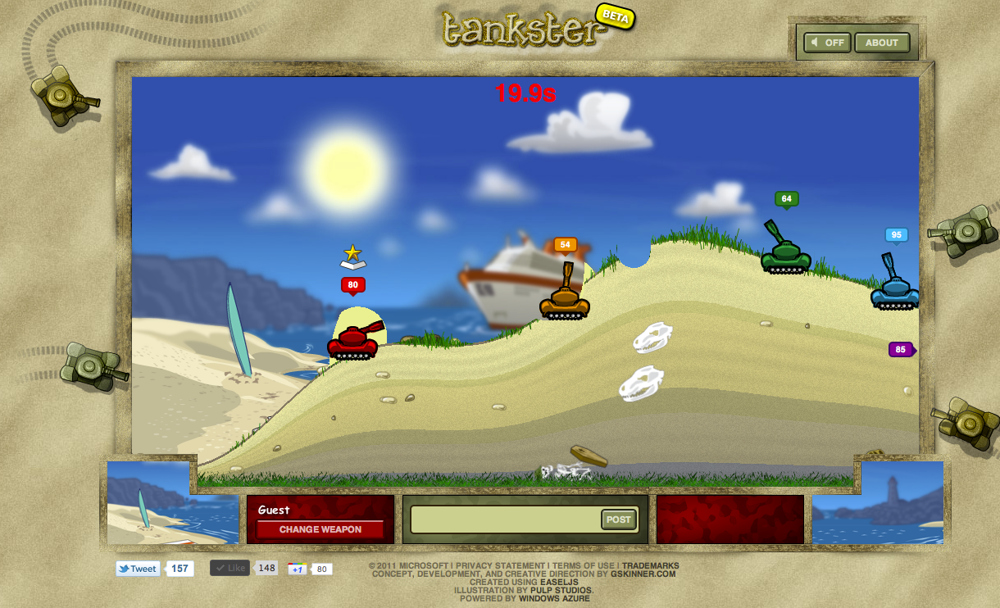 tankster
BETA
OFF
ABOUT
19.9s
64
95
54
80
85
Guest
CHANGE WEAPON
POST
Tweet
157
Like
148
+1
80
© 2011 MICROSOFT | PRIVACY STATEMENT | TERMS OF USE | TRADEMARKS
CONCEPT, DEVELOPMENT, AND CREATIVE DIRECTION BY GSKINNER.COM
CREATED USING EASELJS
ILLUSTRATION BY PULP STUDIOS.
POWERED BY WINDOWS AZURE